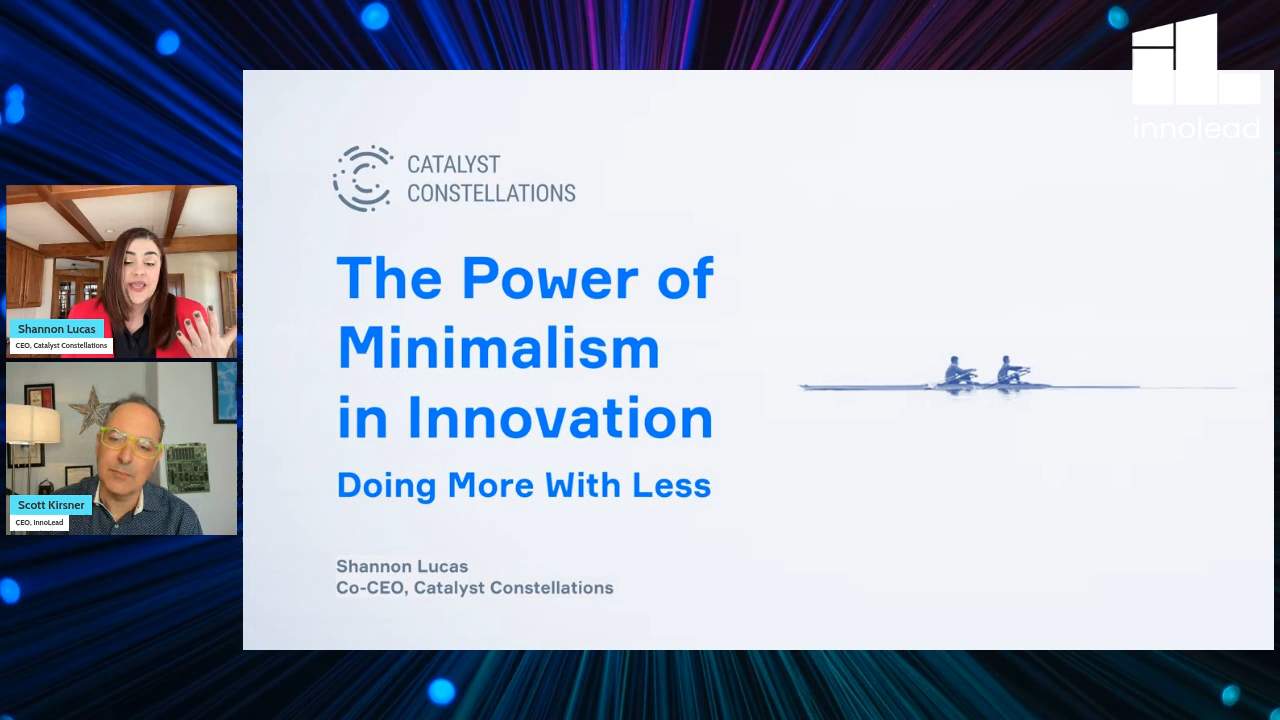 innolead
CATALYST
CONSTELLATIONS
The Power of
Minimalism
in Innovation
Doing More With Less
Shannon Lucas
Co-CEO, Catalyst Constellations
Shannon Lucas
CEO, Catalyst Constellations
Scott Kirsner
CEO, InnoLead